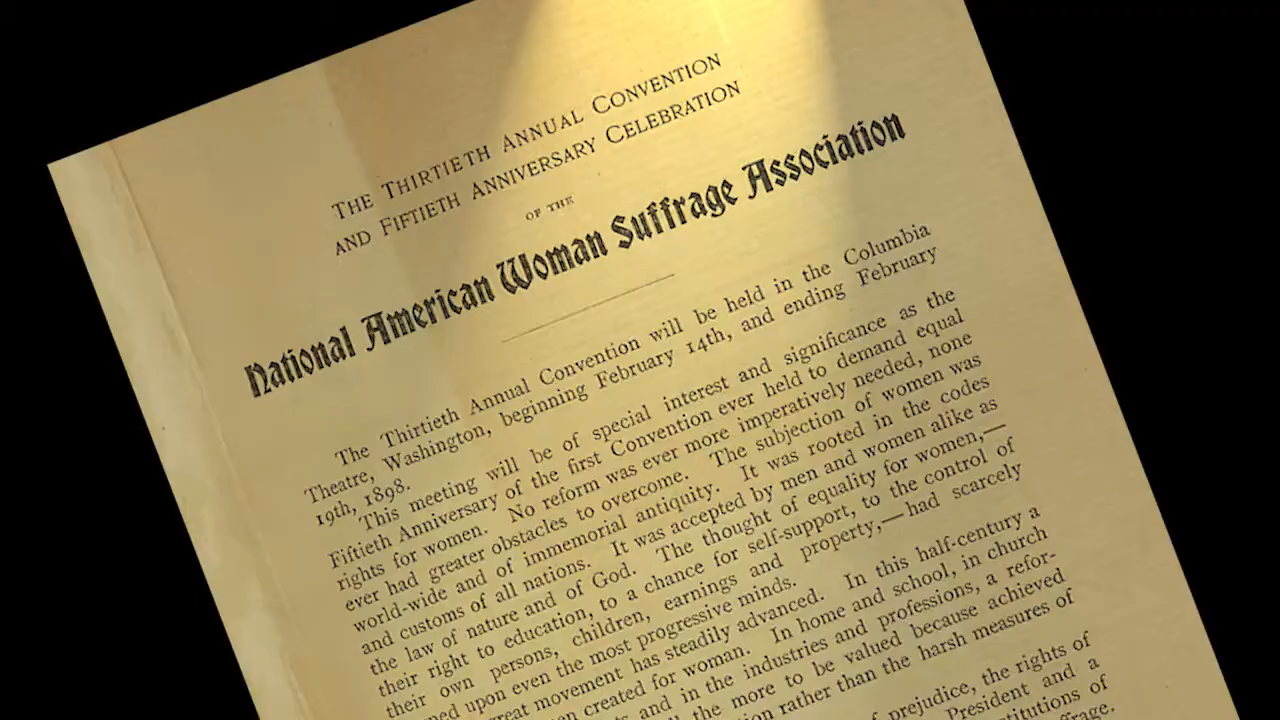 THE THIRTIETH ANNUAL CONVENTION
AND FIFTIETH ANNIVERSARY CELEBRATION
OF THE
National American Woman Suffrage Association
The Thirtieth Annual Convention will be held in the Columbia
Theatre, Washington, beginning February 14th, and ending February
19th, 1898.
This meeting will be of special interest and significance as the
Fiftieth Anniversary of the first Convention ever held to demand equal
rights for women. No reform was ever more imperatively needed, none
ever had greater obstacles to overcome. The subjection of women was
world-wide and of immemorial antiquity. It was rooted in the codes
and customs of all nations. It was accepted by men and women alike as
the law of nature and of God. The thought of equality for women,—
their right to education, to a chance for self-support, to the control of
their own persons, children, earnings and property,—had scarcely
upon even the most progressive minds.
great movement has steadily advanced. In this half-century a
created for woman. In home and school, in church
and in the industries and professions, a refor-
the more to be valued because achieved
rather than the harsh measures of
prejudice, the rights of
President and a
of